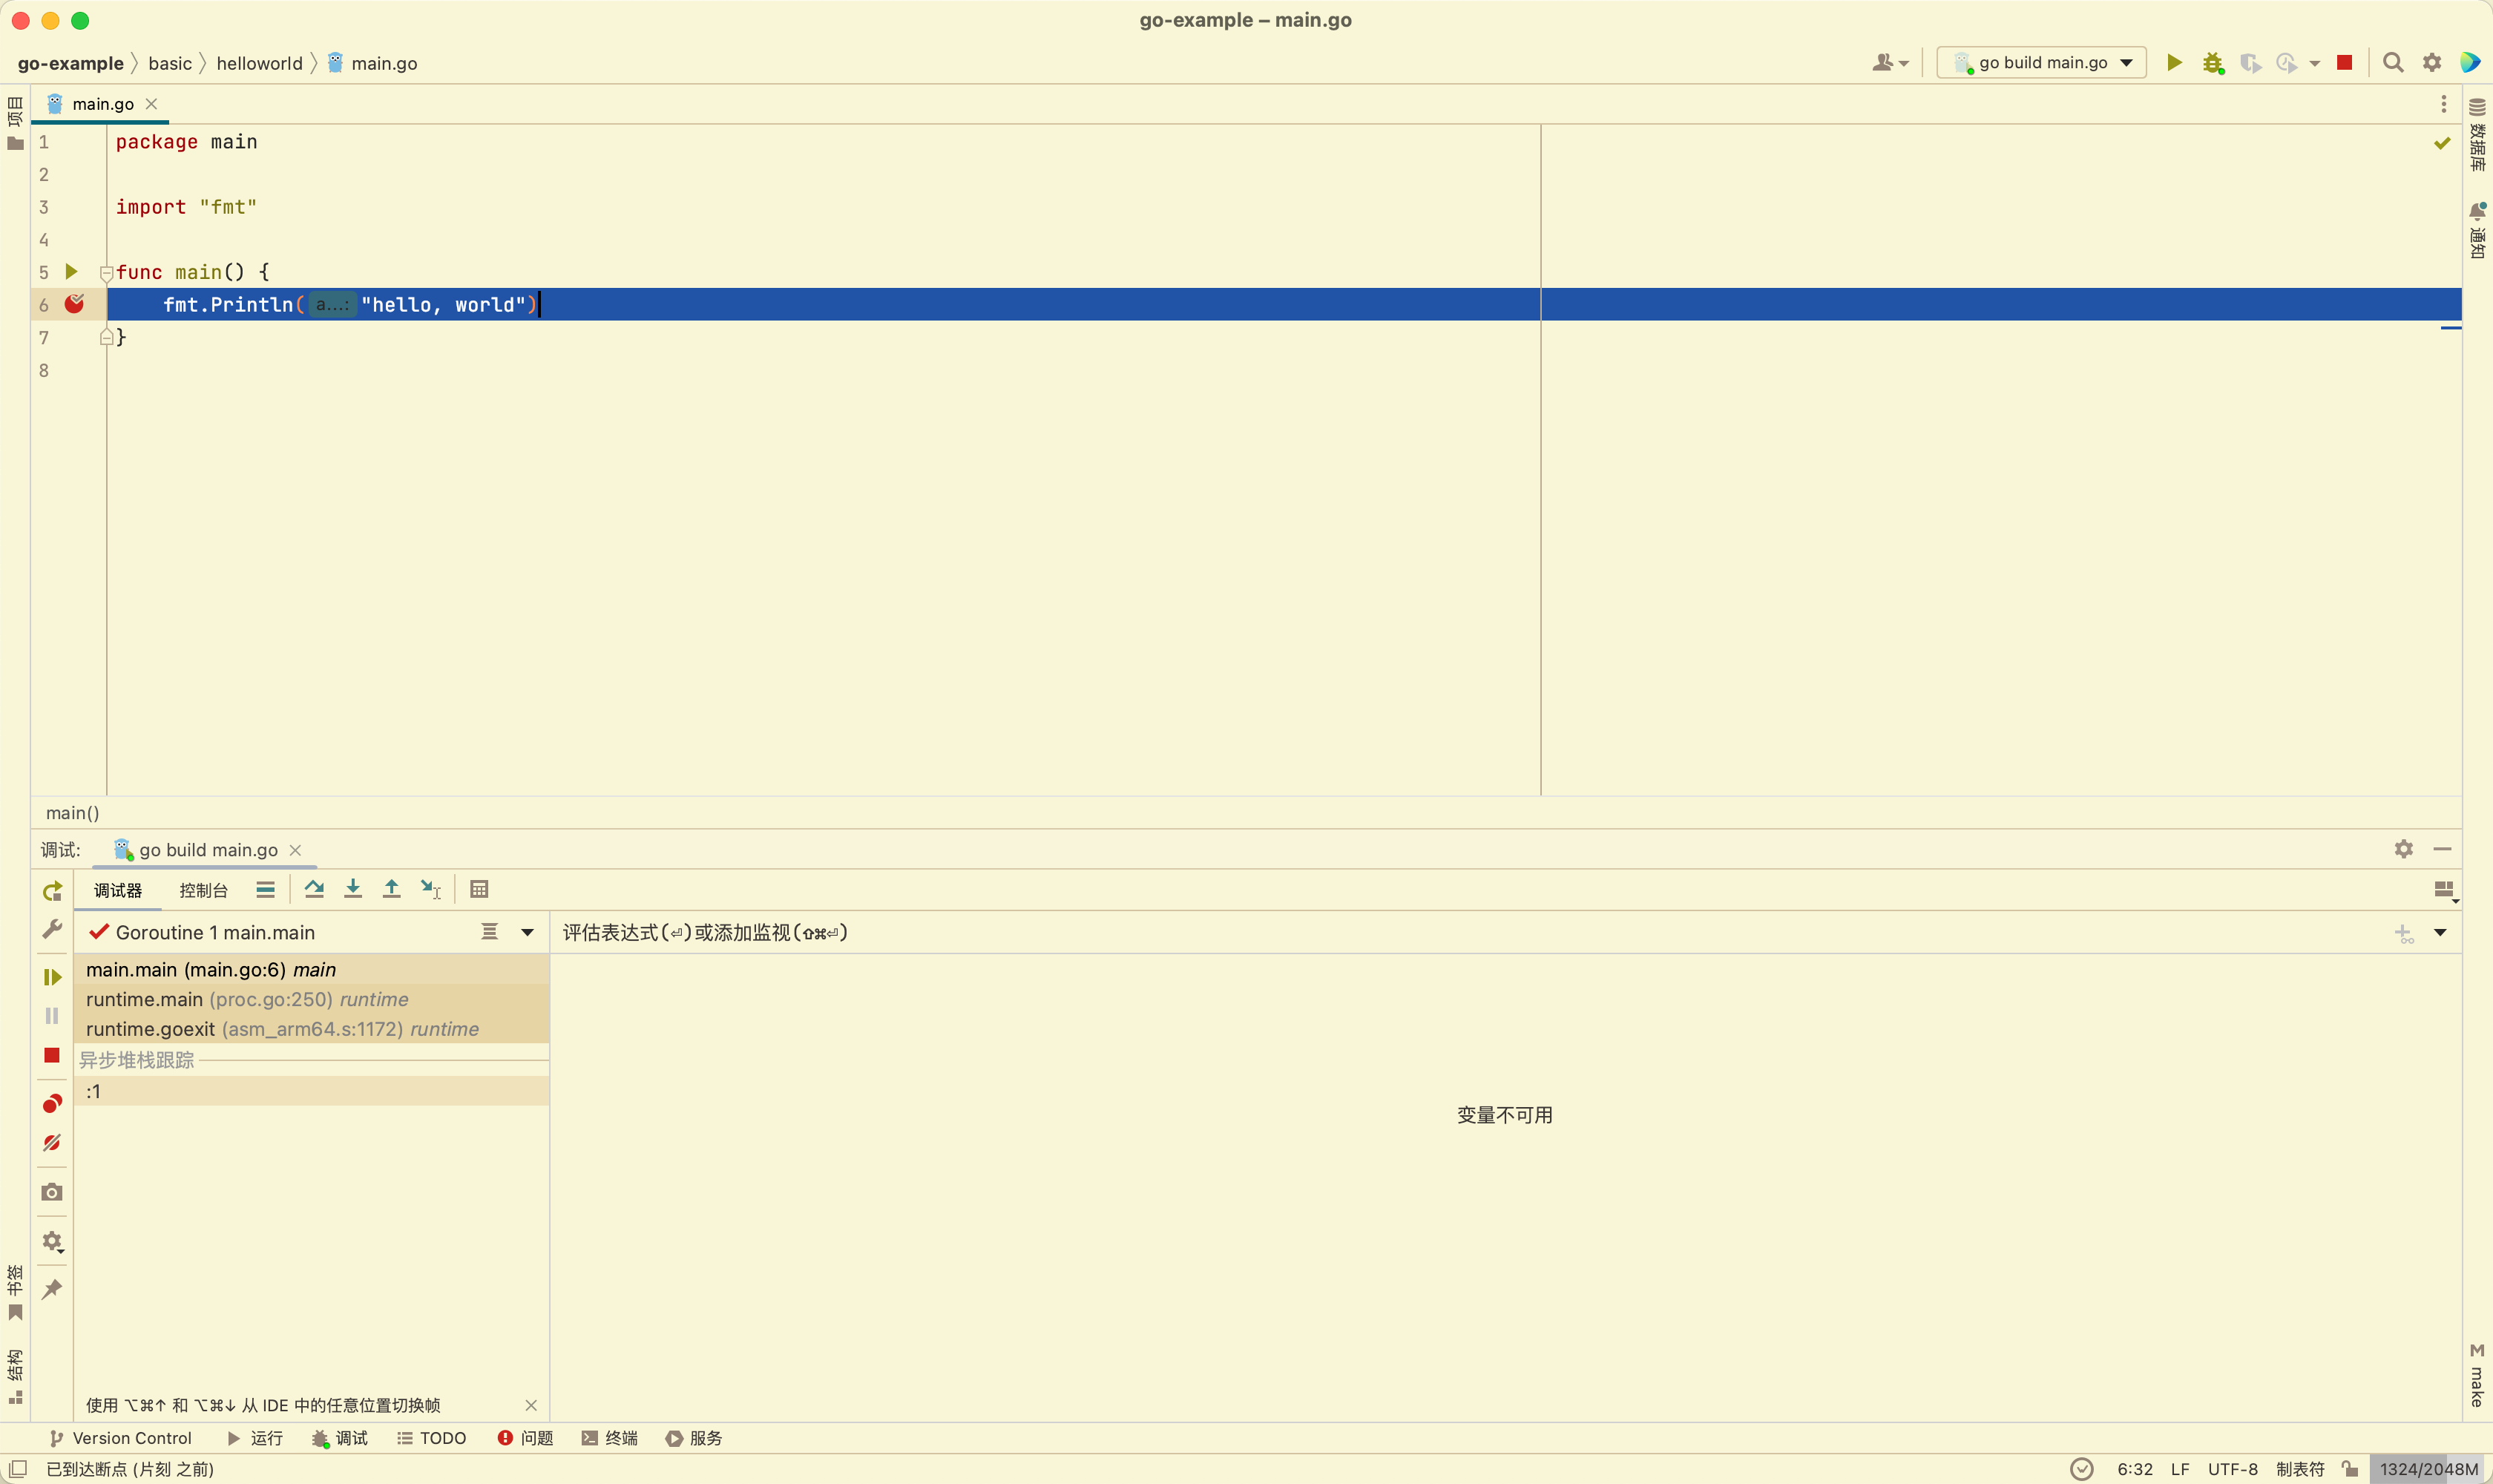 go-example – main.go
go-example basic helloworld main.go
go build main.go
项目
main.go
1 package main
2
3 import "fmt"
4
5 func main() {
6 fmt.Println( a...: "hello, world")
7 }
8
数据库
通知
main()
调试: go build main.go
调试器 控制台
Goroutine 1 main.main
评估表达式(⏎)或添加监视(⇧⌘⏎)
main.main (main.go:6) main
runtime.main (proc.go:250) runtime
runtime.goexit (asm_arm64.s:1172) runtime
异步堆栈跟踪
:1
变量不可用
书签
结构
M make
使用 ⌥⌘↑ 和 ⌥⌘↓ 从 IDE 中的任意位置切换帧
Version Control 运行 调试 TODO 问题 终端 服务
已到达断点 (片刻 之前)
6:32 LF UTF-8 制表符 1324/2048M